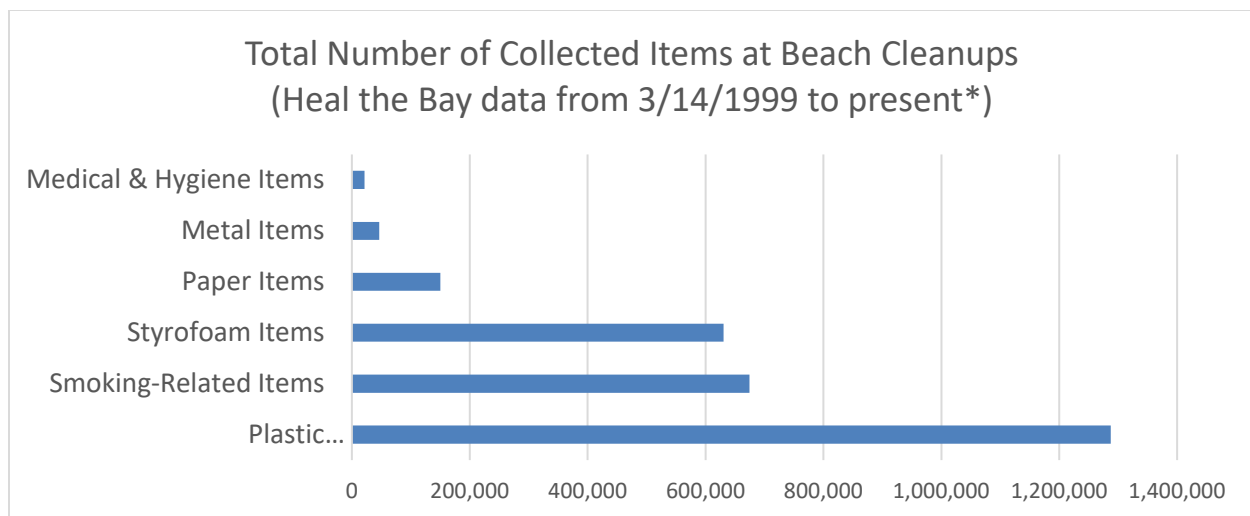 Total Number of Collected Items at Beach Cleanups
(Heal the Bay data from 3/14/1999 to present*)
Medical & Hygiene Items
Metal Items
Paper Items
Styrofoam Items
Smoking-Related Items
Plastic...
0 200,000 400,000 600,000 800,000 1,000,000 1,200,000 1,400,000